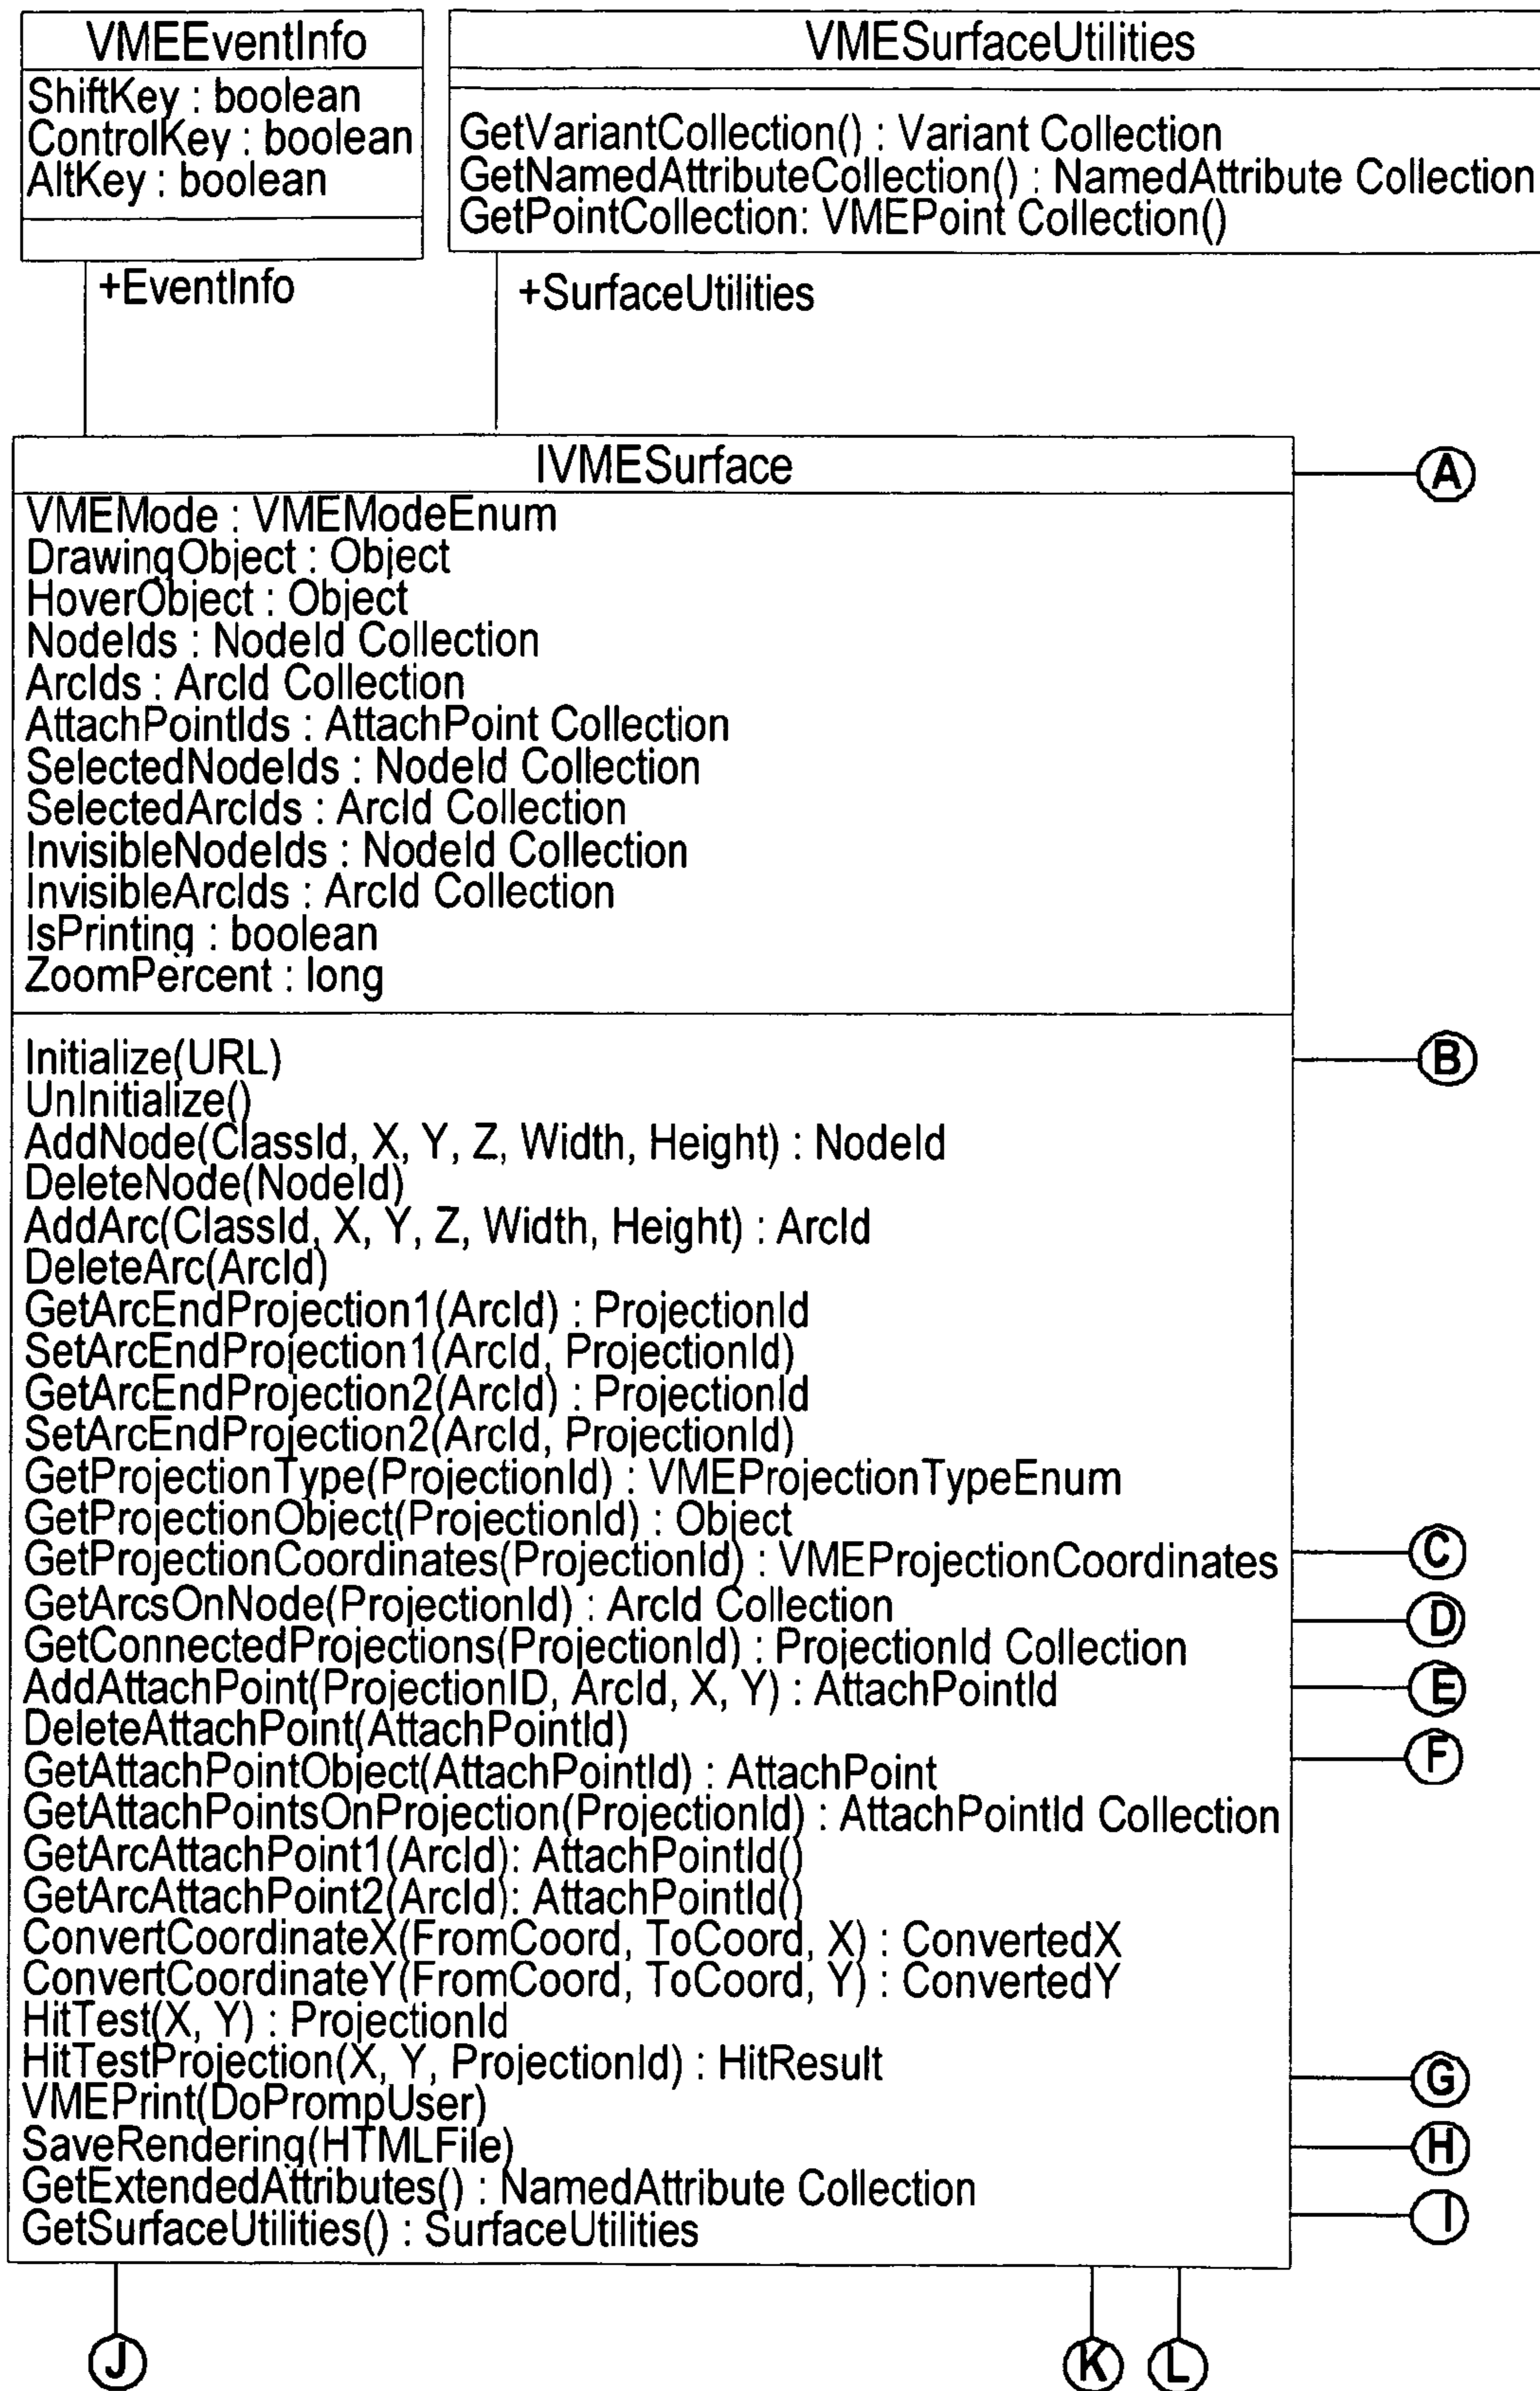 VMEEventInfo
ShiftKey : boolean
ControlKey : boolean
AltKey : boolean
+EventInfo
VMESurfaceUtilities
GetVariantCollection() : Variant Collection
GetNamedAttributeCollection() : NamedAttribute Collection
GetPointCollection: VMEPoint Collection()
+SurfaceUtilities
IVMESurface
VMEMode : VMEModeEnum
DrawingObject : Object
HoverObject : Object
NodeIds : NodeId Collection
ArcIds : ArcId Collection
AttachPointIds : AttachPoint Collection
SelectedNodeIds : NodeId Collection
SelectedArcIds : ArcId Collection
InvisibleNodeIds : NodeId Collection
InvisibleArcIds : ArcId Collection
IsPrinting : boolean
ZoomPercent : long
Initialize(URL)
UnInitialize()
AddNode(ClassId, X, Y, Z, Width, Height) : NodeId
DeleteNode(NodeId)
AddArc(ClassId, X, Y, Z, Width, Height) : ArcId
DeleteArc(ArcId)
GetArcEndProjection1(ArcId) : ProjectionId
SetArcEndProjection1(ArcId, ProjectionId)
GetArcEndProjection2(ArcId) : ProjectionId
SetArcEndProjection2(ArcId, ProjectionId)
GetProjectionType(ProjectionId) : VMEProjectionTypeEnum
GetProjectionObject(ProjectionId) : Object
GetProjectionCoordinates(ProjectionId) : VMEProjectionCoordinates
GetArcsOnNode(ProjectionId) : ArcId Collection
GetConnectedProjections(ProjectionId) : ProjectionId Collection
AddAttachPoint(ProjectionID, ArcId, X, Y) : AttachPointId
DeleteAttachPoint(AttachPointId)
GetAttachPointObject(AttachPointId) : AttachPoint
GetAttachPointsOnProjection(ProjectionId) : AttachPointId Collection
GetArcAttachPoint1(ArcId): AttachPointId()
GetArcAttachPoint2(ArcId): AttachPointId()
ConvertCoordinateX(FromCoord, ToCoord, X) : ConvertedX
ConvertCoordinateY(FromCoord, ToCoord, Y) : ConvertedY
HitTest(X, Y) : ProjectionId
HitTestProjection(X, Y, ProjectionId) : HitResult
VMEPrint(DoPrompUser)
SaveRendering(HTMLFile)
GetExtendedAttributes() : NamedAttribute Collection
GetSurfaceUtilities() : SurfaceUtilities
A
B
C
D
E
F
G
H
I
J
K
L